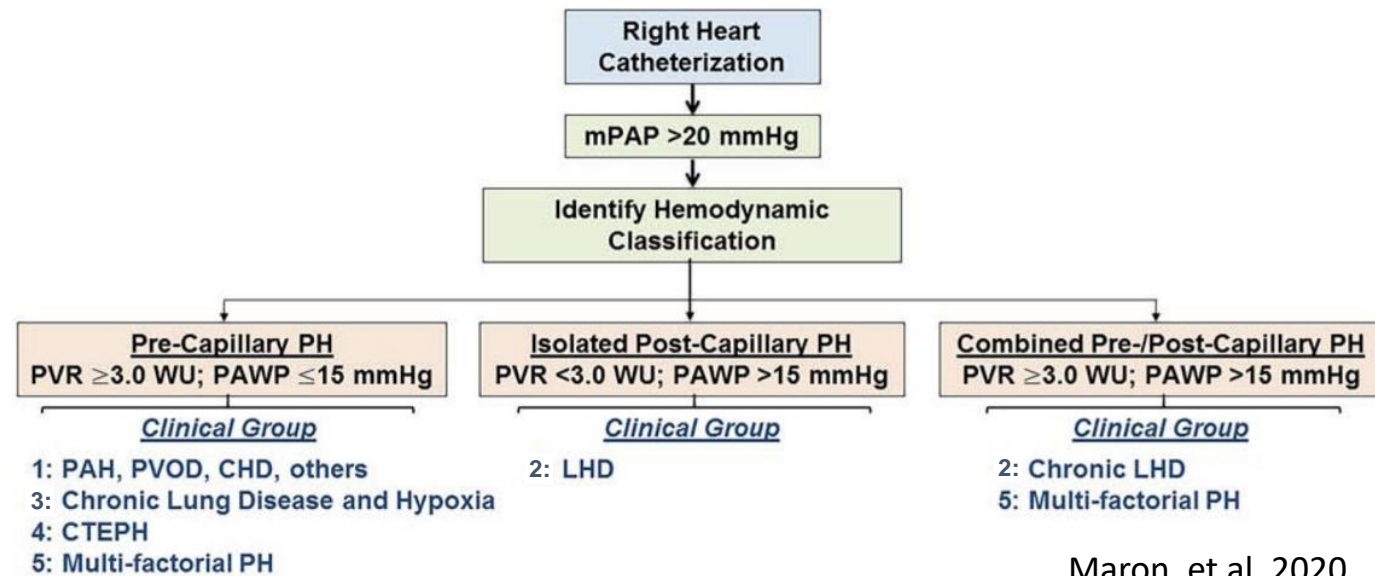 Right Heart
Catheterization
mPAP >20 mmHg
Identify Hemodynamic
Classification
Pre-Capillary PH
PVR ≥3.0 WU; PAWP ≤15 mmHg
Clinical Group
1: PAH, PVOD, CHD, others
3: Chronic Lung Disease and Hypoxia
4: CTEPH
5: Multi-factorial PH
Isolated Post-Capillary PH
PVR <3.0 WU; PAWP >15 mmHg
Clinical Group
2: LHD
Combined Pre-/Post-Capillary PH
PVR ≥3.0 WU; PAWP >15 mmHg
Clinical Group
2: Chronic LHD
5: Multi-factorial PH
Maron, et al. 2020